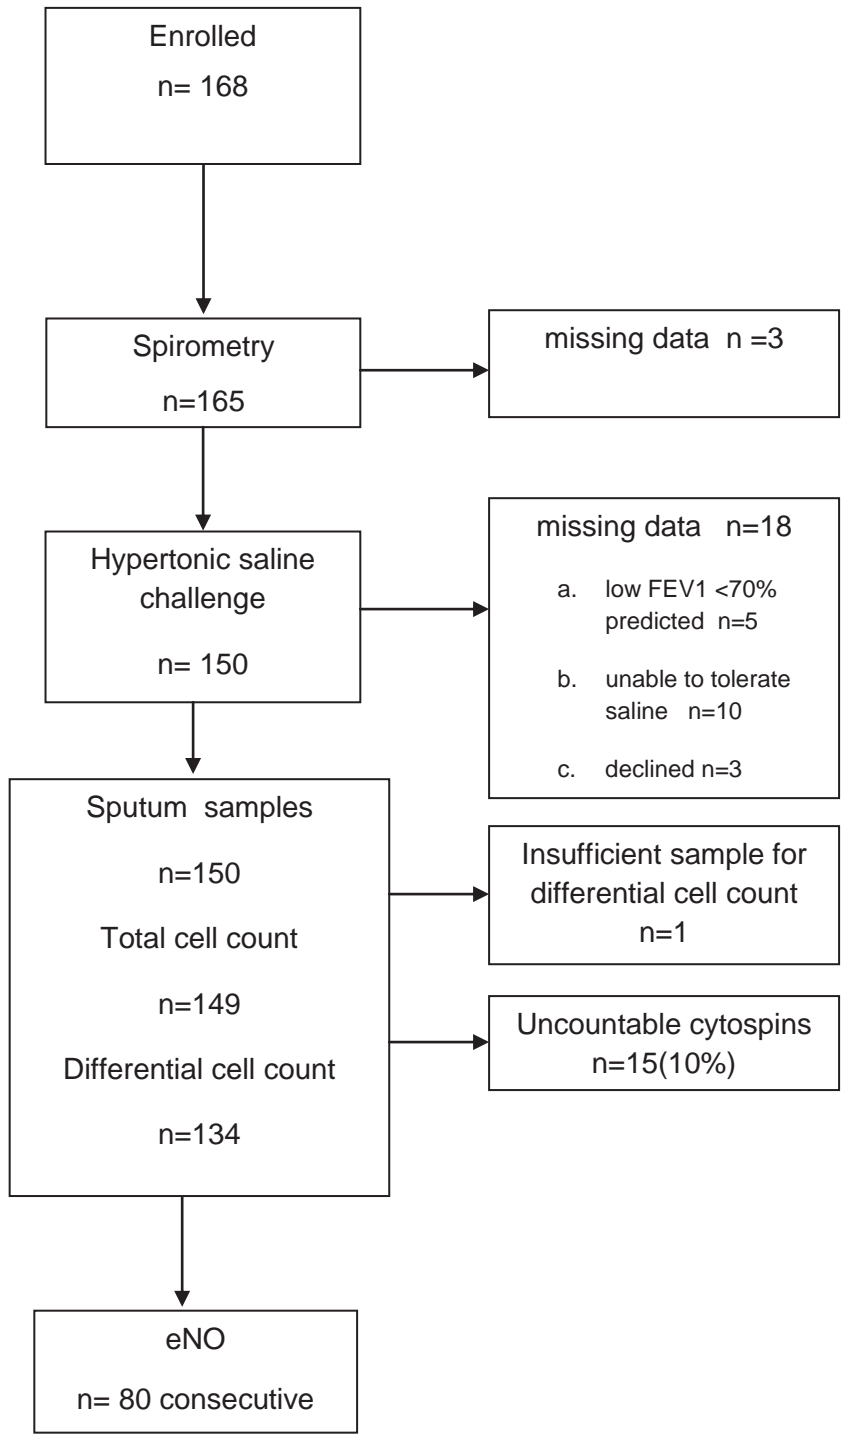 Enrolled
n= 168
Spirometry
n=165
missing data  n =3
Hypertonic saline
challenge
n= 150
missing data   n=18
a. low FEV1 <70%
predicted  n=5
b. unable to tolerate
saline   n=10
c. declined n=3
Sputum  samples
n=150
Total cell count
n=149
Differential cell count
n=134
Insufficient sample for
differential cell count
n=1
Uncountable cytospins
n=15(10%)
eNO
n= 80 consecutive